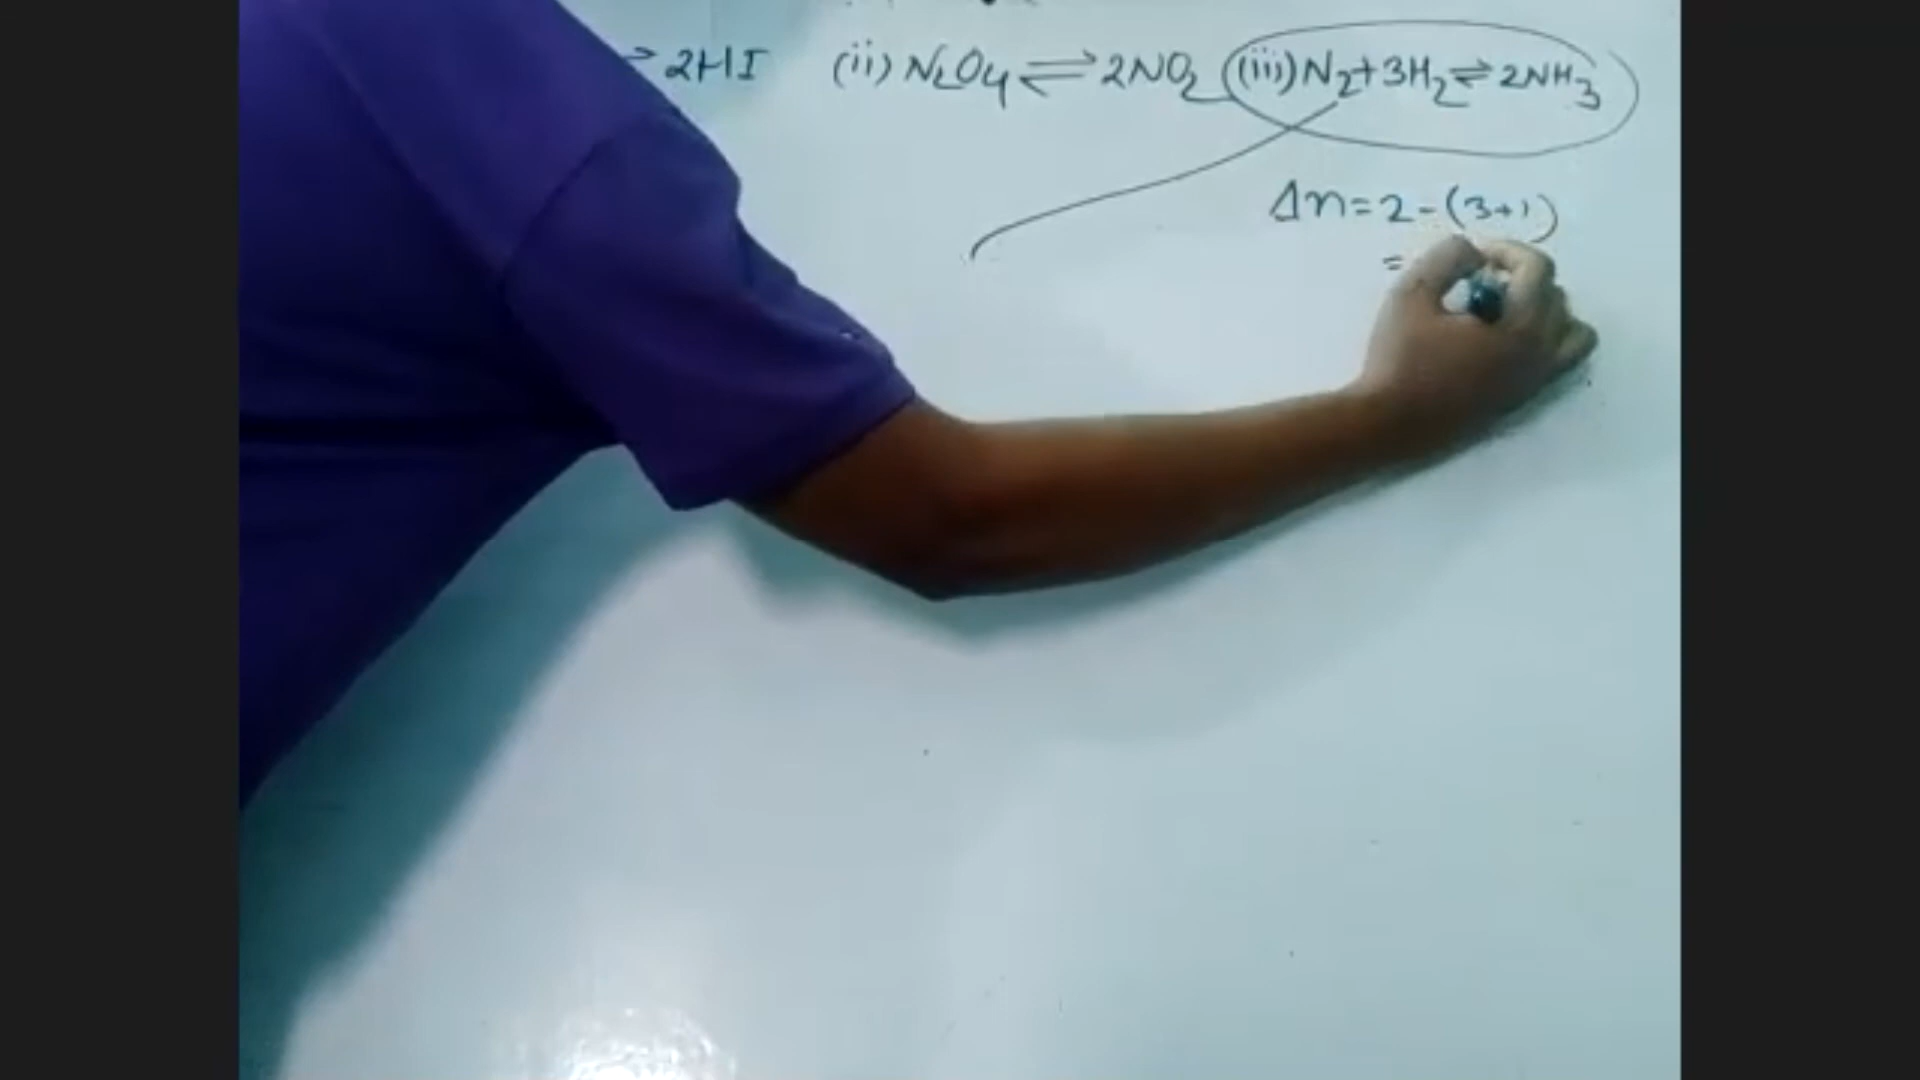 ⇌ 2HI (ii) N₂O₄ ⇌ 2NO₂ (iii) N₂+3H₂ ⇌ 2NH₃
Δn = 2 - (3+1)
=